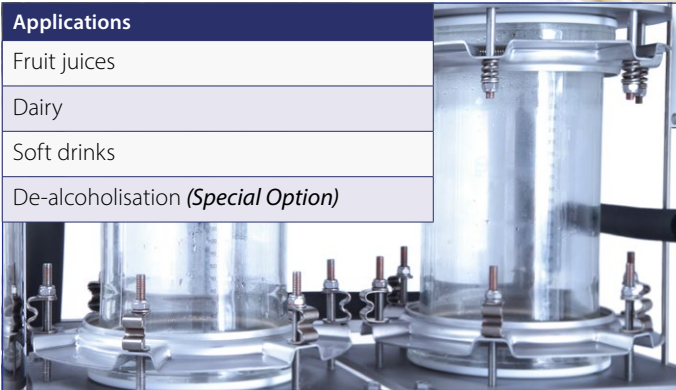 Applications
Fruit juices
Dairy
Soft drinks
De-alcoholisation (Special Option)